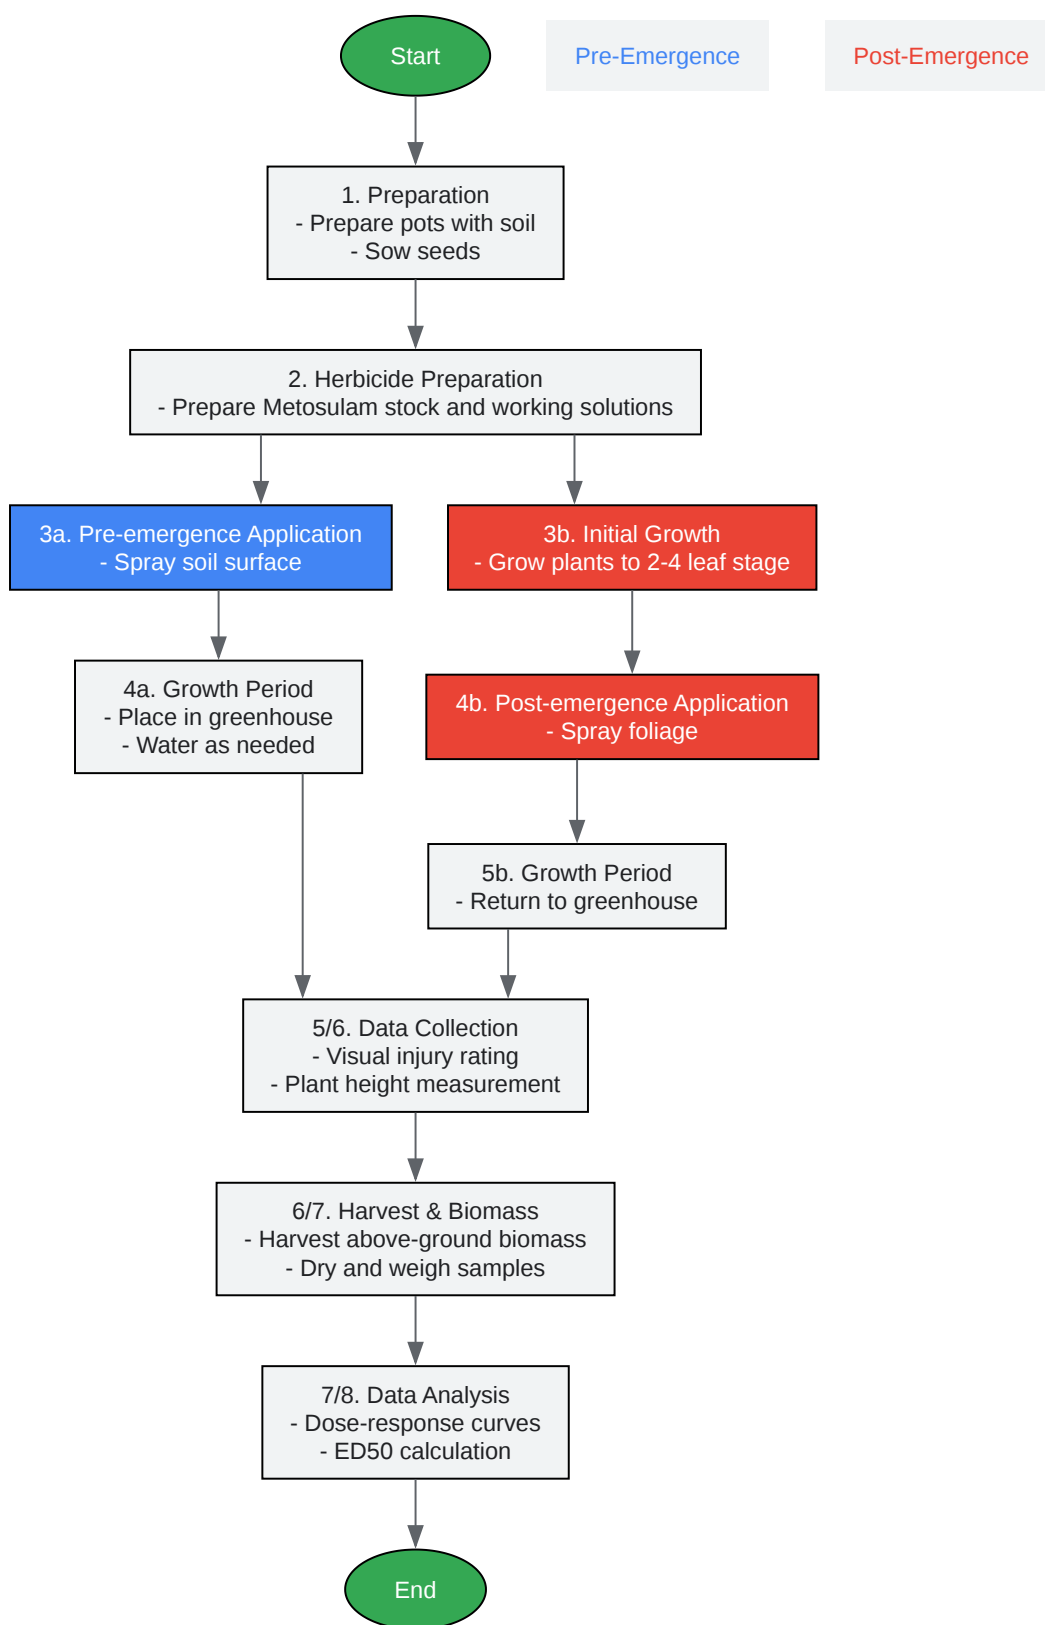 Start
Pre-Emergence
Post-Emergence
1. Preparation
- Prepare pots with soil
- Sow seeds
2. Herbicide Preparation
- Prepare Metosulam stock and working solutions
3a. Pre-emergence Application
- Spray soil surface
3b. Initial Growth
- Grow plants to 2-4 leaf stage
4a. Growth Period
- Place in greenhouse
- Water as needed
4b. Post-emergence Application
- Spray foliage
5b. Growth Period
- Return to greenhouse
5/6. Data Collection
- Visual injury rating
- Plant height measurement
6/7. Harvest & Biomass
- Harvest above-ground biomass
- Dry and weigh samples
7/8. Data Analysis
- Dose-response curves
- ED50 calculation
End